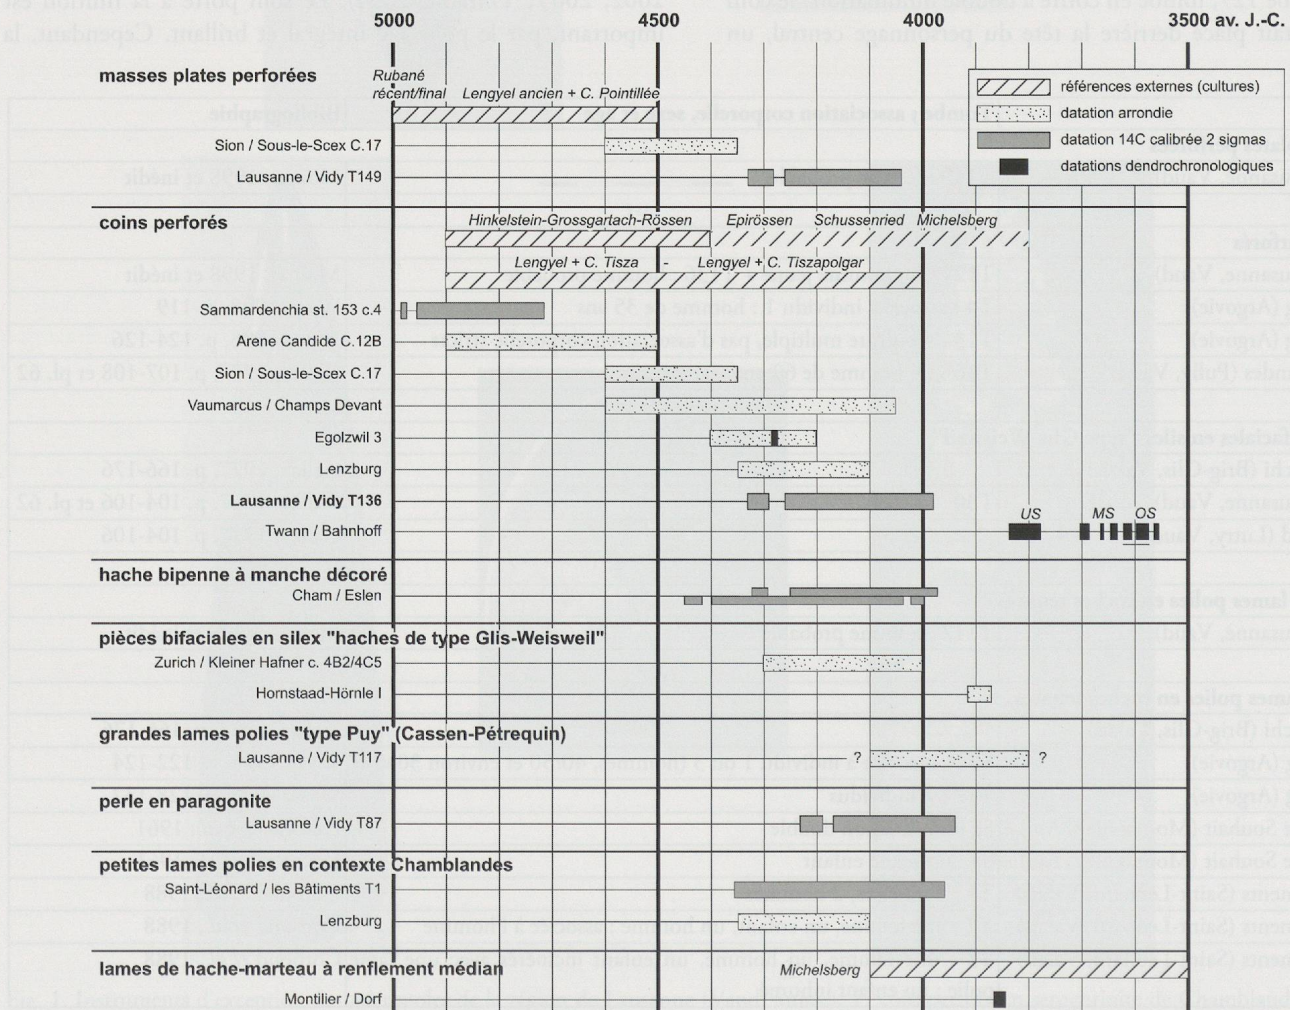 5000 4500 4000 3500 av. J.-C.
masses plates perforées
Rubané
récent/final Lengyel ancien + C. Pointillée
références externes (cultures)
datation arrondie
datation 14C calibrée 2 sigmas
datations dendrochronologiques
Sion / Sous-le-Scex C.17
Lausanne / Vidy T149
coins perforés
Hinkelstein-Grossgartach-Rössen Epirössen Schussenried Michelsberg
Lengyel + C. Tisza - Lengyel + C. Tiszapolgar
Sammardenchia st. 153 c.4
Arene Candide C.12B
Sion / Sous-le-Scex C.17
Vaumarcus / Champs Devant
Egolzwil 3
Lenzburg
Lausanne / Vidy T136
US MS OS
Twann / Bahnhoff
hache bipenne à manche décoré
Cham / Eslen
pièces bifaciales en silex "haches de type Glis-Weisweil"
Zurich / Kleiner Hafner c. 4B2/4C5
Hornstaad-Hörnle I
grandes lames polies "type Puy" (Cassen-Pétrequin)
Lausanne / Vidy T117 ? ?
perle en paragonite
Lausanne / Vidy T87
petites lames polies en contexte Chamblandes
Saint-Léonard / les Bâtiments T1
Lenzburg
lames de hache-marteau à renflement médian Michelsberg
Montilier / Dorf